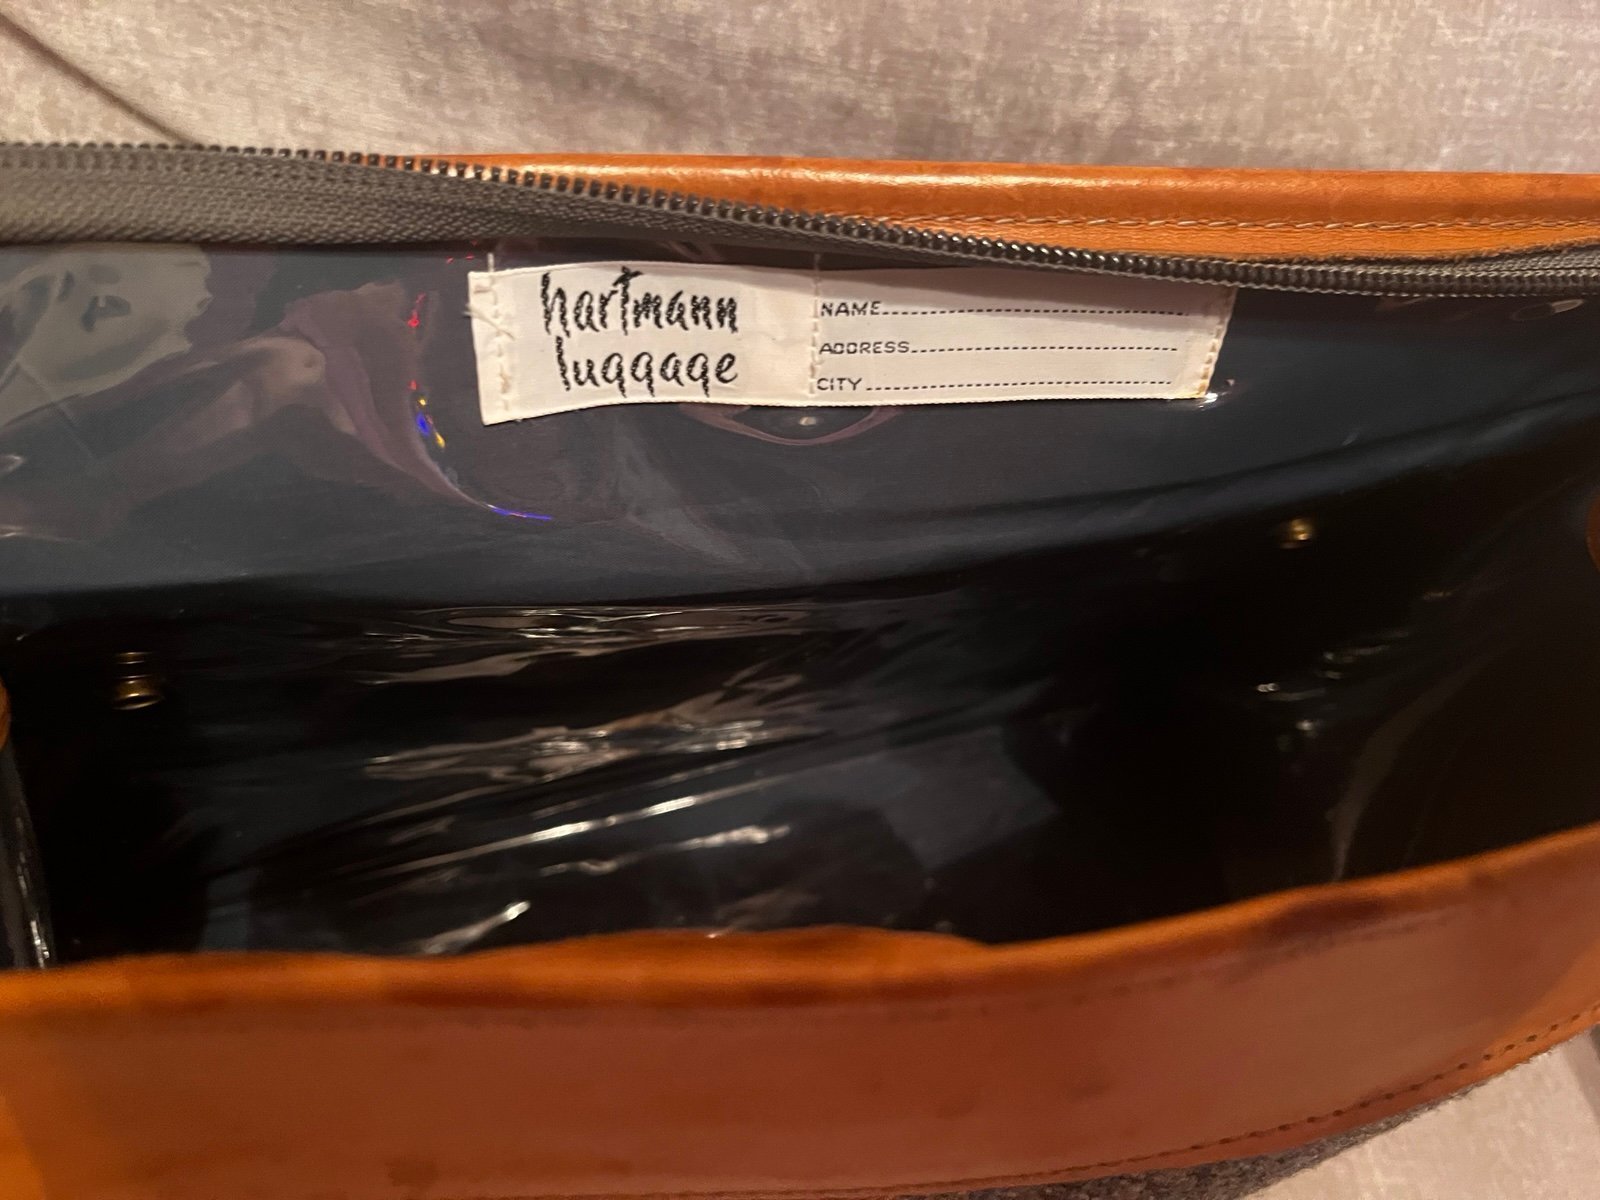 hartmann
luggage
NAME
ADDRESS
CITY